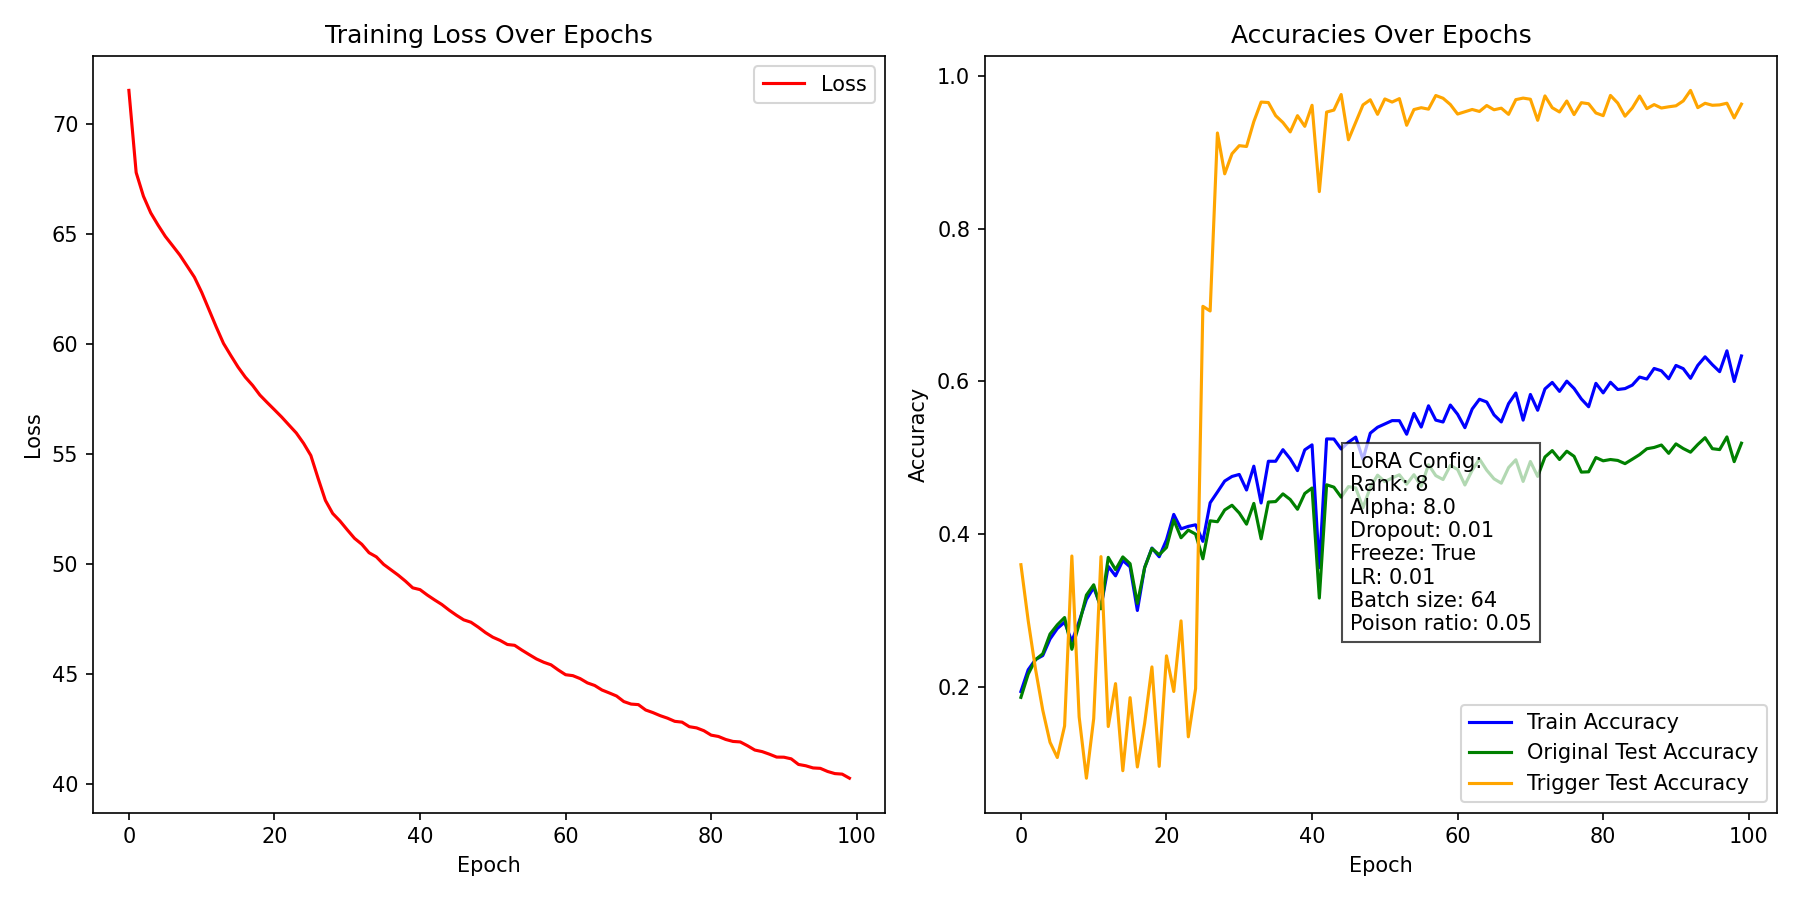 Training Loss Over Epochs
Loss
70
65
60
55
50
45
40
Loss
0 20 40 60 80 100
Epoch
Accuracies Over Epochs
1.0
0.8
0.6
0.4
0.2
Accuracy
LoRA Config:
Rank: 8
Alpha: 8.0
Dropout: 0.01
Freeze: True
LR: 0.01
Batch size: 64
Poison ratio: 0.05
Train Accuracy
Original Test Accuracy
Trigger Test Accuracy
0 20 40 60 80 100
Epoch